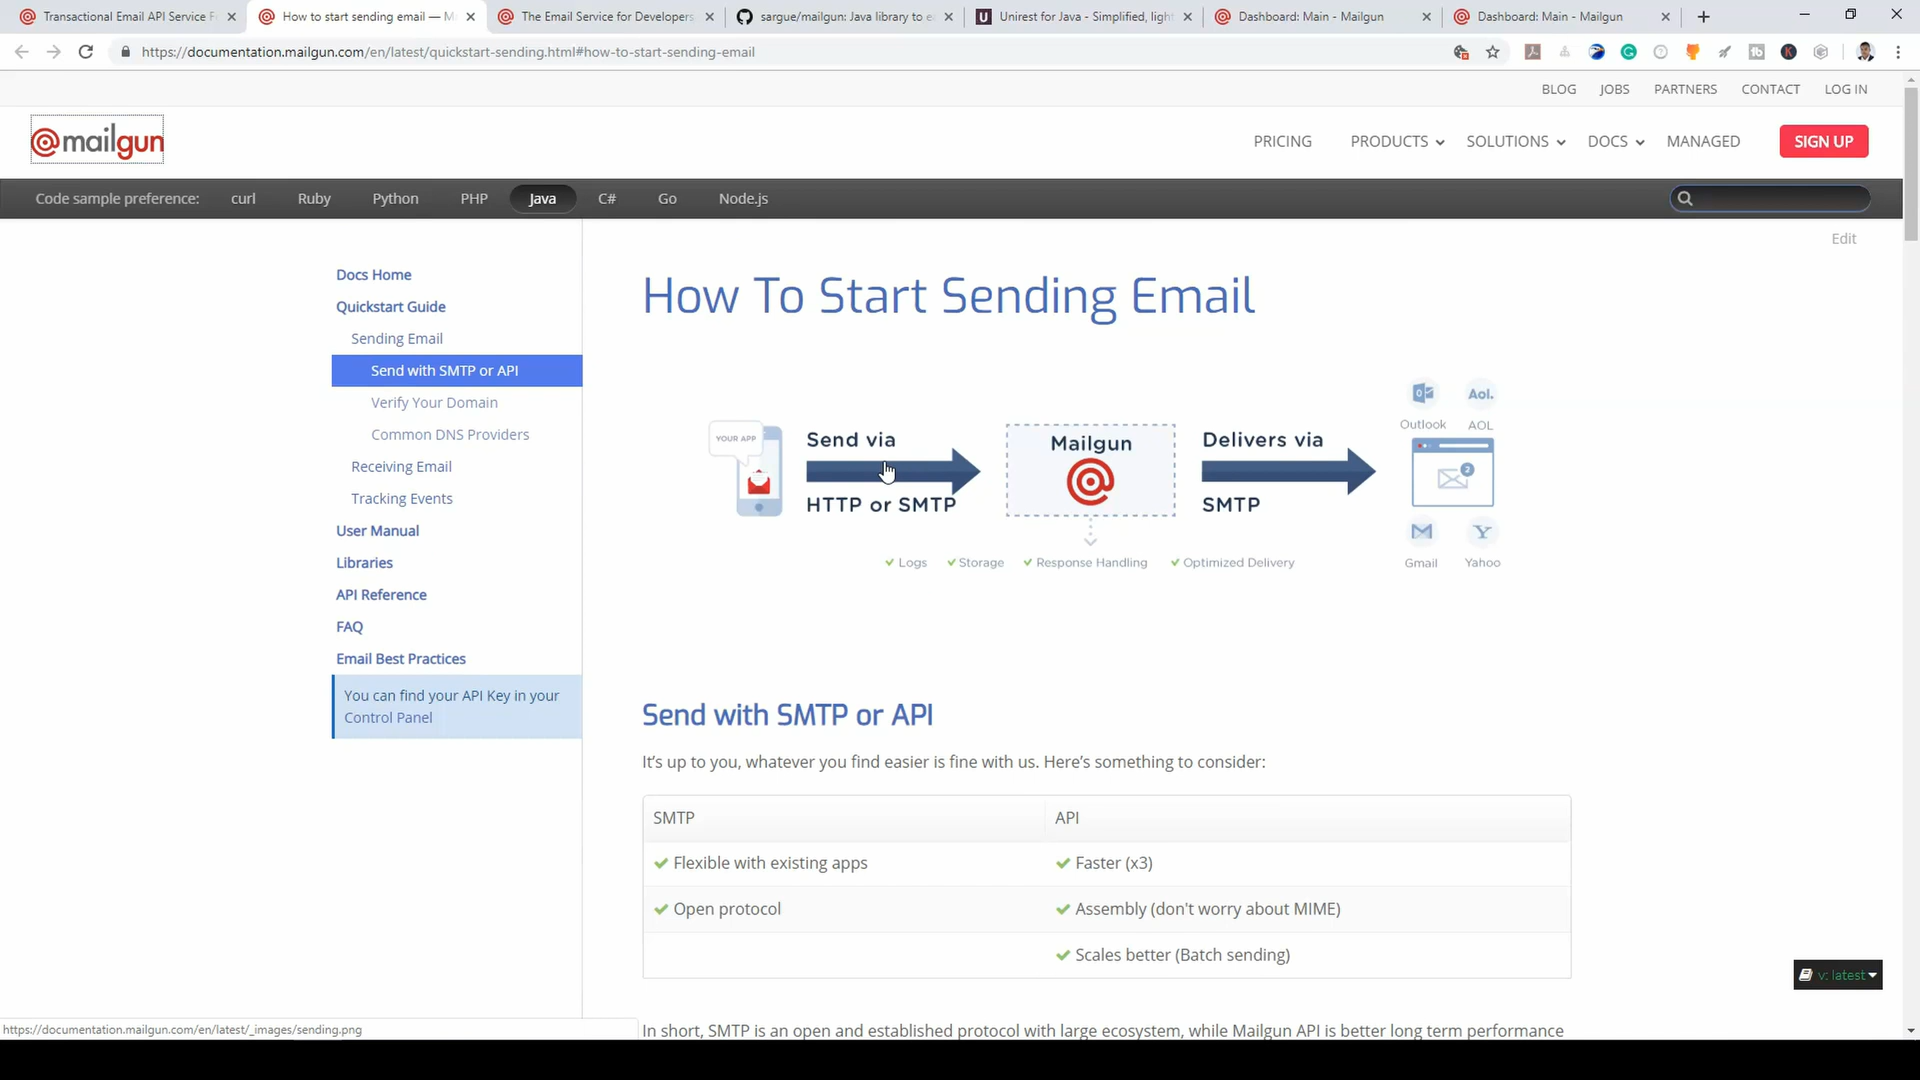 Transactional Email API Service F
How to start sending email — M
The Email Service for Developers
sargue/mailgun: Java library to e
Unirest for Java - Simplified, ligh
Dashboard: Main - Mailgun
Dashboard: Main - Mailgun
https://documentation.mailgun.com/en/latest/quickstart-sending.html#how-to-start-sending-email
BLOG JOBS PARTNERS CONTACT LOG IN
@mailgun
PRICING PRODUCTS SOLUTIONS DOCS MANAGED SIGN UP
Code sample preference: curl Ruby Python PHP Java C# Go Node.js
Edit
Docs Home
Quickstart Guide
Sending Email
Send with SMTP or API
Verify Your Domain
Common DNS Providers
Receiving Email
Tracking Events
User Manual
Libraries
API Reference
FAQ
Email Best Practices
You can find your API Key in your
Control Panel
How To Start Sending Email
YOUR APP
Send via
HTTP or SMTP
Mailgun
@
Delivers via
SMTP
Outlook
Aol.
AOL
2
Gmail
Yahoo
Logs Storage Response Handling Optimized Delivery
Send with SMTP or API
It's up to you, whatever you find easier is fine with us. Here's something to consider:
SMTP API
Flexible with existing apps Faster (x3)
Open protocol Assembly (don't worry about MIME)
Scales better (Batch sending)
v: latest
In short, SMTP is an open and established protocol with large ecosystem, while Mailgun API is better long term performance
https://documentation.mailgun.com/en/latest/_images/sending.png